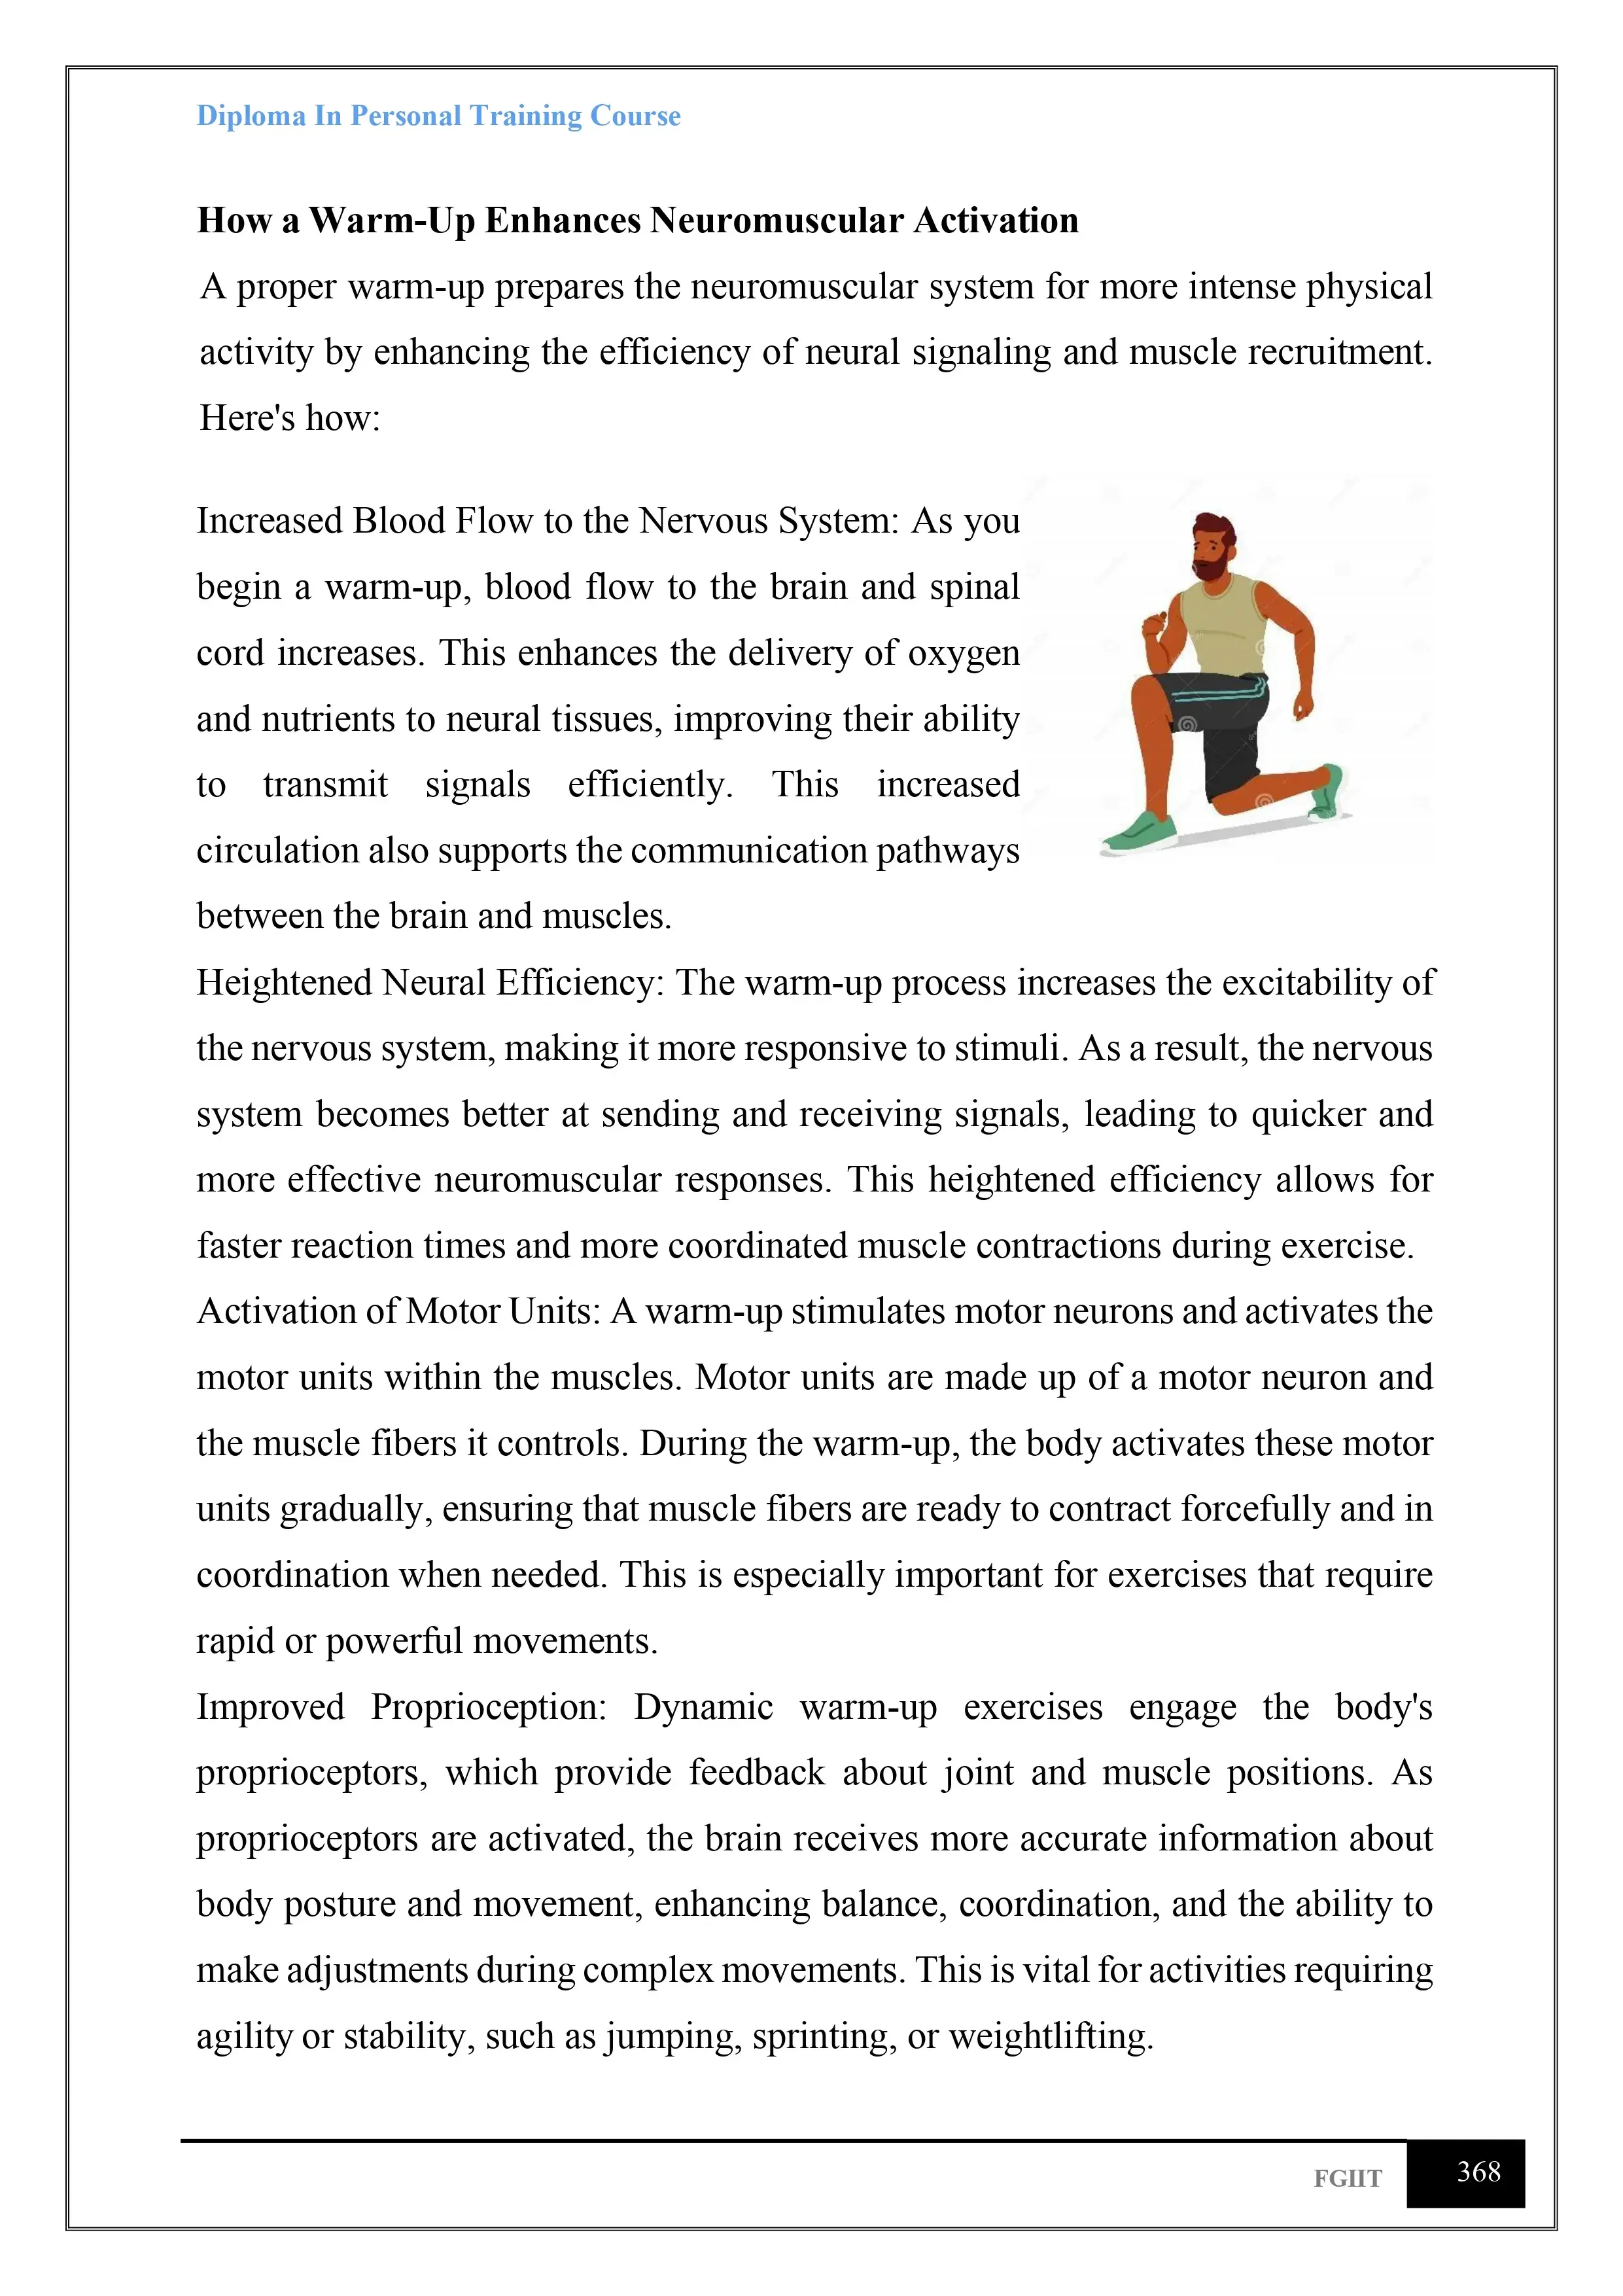 Diploma In Personal Training Course
How a Warm-Up Enhances Neuromuscular Activation
A proper warm-up prepares the neuromuscular system for more intense physical
activity by enhancing the efficiency of neural signaling and muscle recruitment.
Here's how:
Increased Blood Flow to the Nervous System: As you
begin a warm-up, blood flow to the brain and spinal
cord increases. This enhances the delivery of oxygen
and nutrients to neural tissues, improving their ability
to transmit signals efficiently. This increased
circulation also supports the communication pathways
between the brain and muscles.
Heightened Neural Efficiency: The warm-up process increases the excitability of
the nervous system, making it more responsive to stimuli. As a result, the nervous
system becomes better at sending and receiving signals, leading to quicker and
more effective neuromuscular responses. This heightened efficiency allows for
faster reaction times and more coordinated muscle contractions during exercise.
Activation of Motor Units: A warm-up stimulates motor neurons and activates the
motor units within the muscles. Motor units are made up of a motor neuron and
the muscle fibers it controls. During the warm-up, the body activates these motor
units gradually, ensuring that muscle fibers are ready to contract forcefully and in
coordination when needed. This is especially important for exercises that require
rapid or powerful movements.
Improved Proprioception: Dynamic warm-up exercises engage the body's
proprioceptors, which provide feedback about joint and muscle positions. As
proprioceptors are activated, the brain receives more accurate information about
body posture and movement, enhancing balance, coordination, and the ability to
make adjustments during complex movements. This is vital for activities requiring
agility or stability, such as jumping, sprinting, or weightlifting.
FGIIT
368